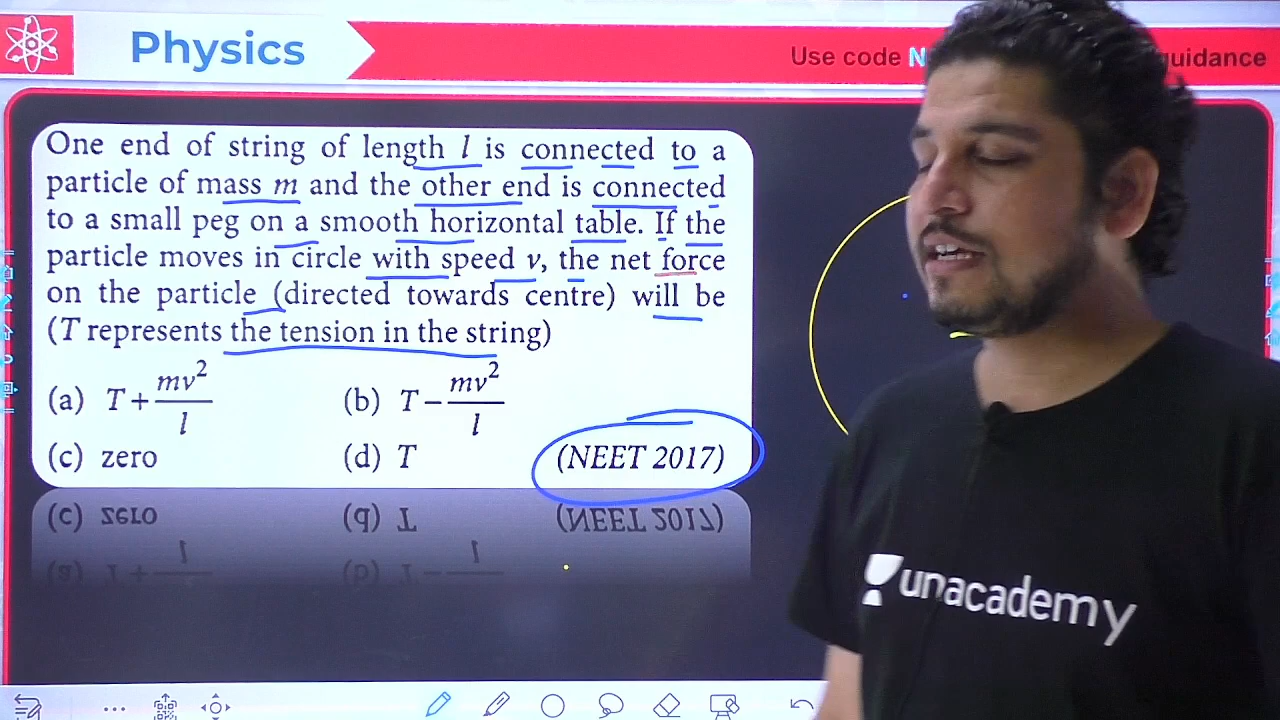 Physics
Use code N guidance
One end of string of length l is connected to a
particle of mass m and the other end is connected
to a small peg on a smooth horizontal table. If the
particle moves in circle with speed v, the net force
on the particle (directed towards centre) will be
(T represents the tension in the string)
(a) T + mv²/l (b) T − mv²/l
(c) zero (d) T (NEET 2017)
unacademy